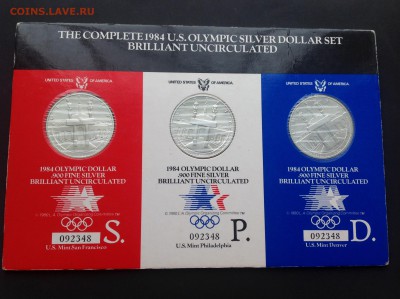 COINS.LAVE.RU
THE COMPLETE 1984 U.S. OLYMPIC SILVER DOLLAR SET
BRILLIANT UNCIRCULATED
UNITED STATES OF AMERICA
1984 OLYMPIC DOLLAR
.900 FINE SILVER
BRILLIANT UNCIRCULATED
092348
S.
U.S. Mint San Francisco
UNITED STATES OF AMERICA
1984 OLYMPIC DOLLAR
.900 FINE SILVER
BRILLIANT UNCIRCULATED
092348
P.
U.S. Mint Philadelphia
UNITED STATES OF AMERICA
1984 OLYMPIC DOLLAR
.900 FINE SILVER
BRILLIANT UNCIRCULATED
092348
D.
U.S. Mint Denver